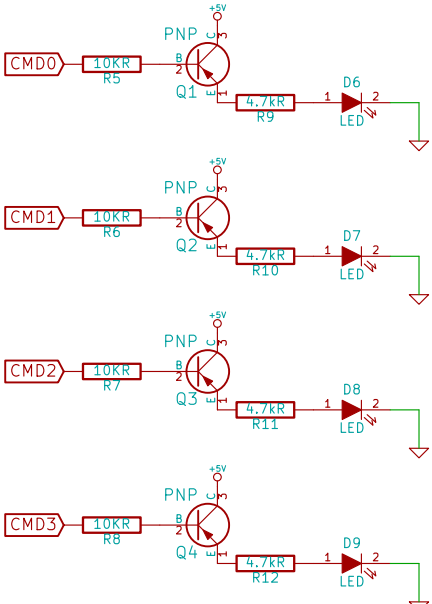 +5V
PNP
C
3
CMD0
10KR
R5
B
2
Q1
E
1
4.7kR
R9
1
D6
2
LED
+5V
PNP
C
3
CMD1
10KR
R6
B
2
Q2
E
1
4.7kR
R10
1
D7
2
LED
+5V
PNP
C
3
CMD2
10KR
R7
B
2
Q3
E
1
4.7kR
R11
1
D8
2
LED
+5V
PNP
C
3
CMD3
10KR
R8
B
2
Q4
E
1
4.7kR
R12
1
D9
2
LED